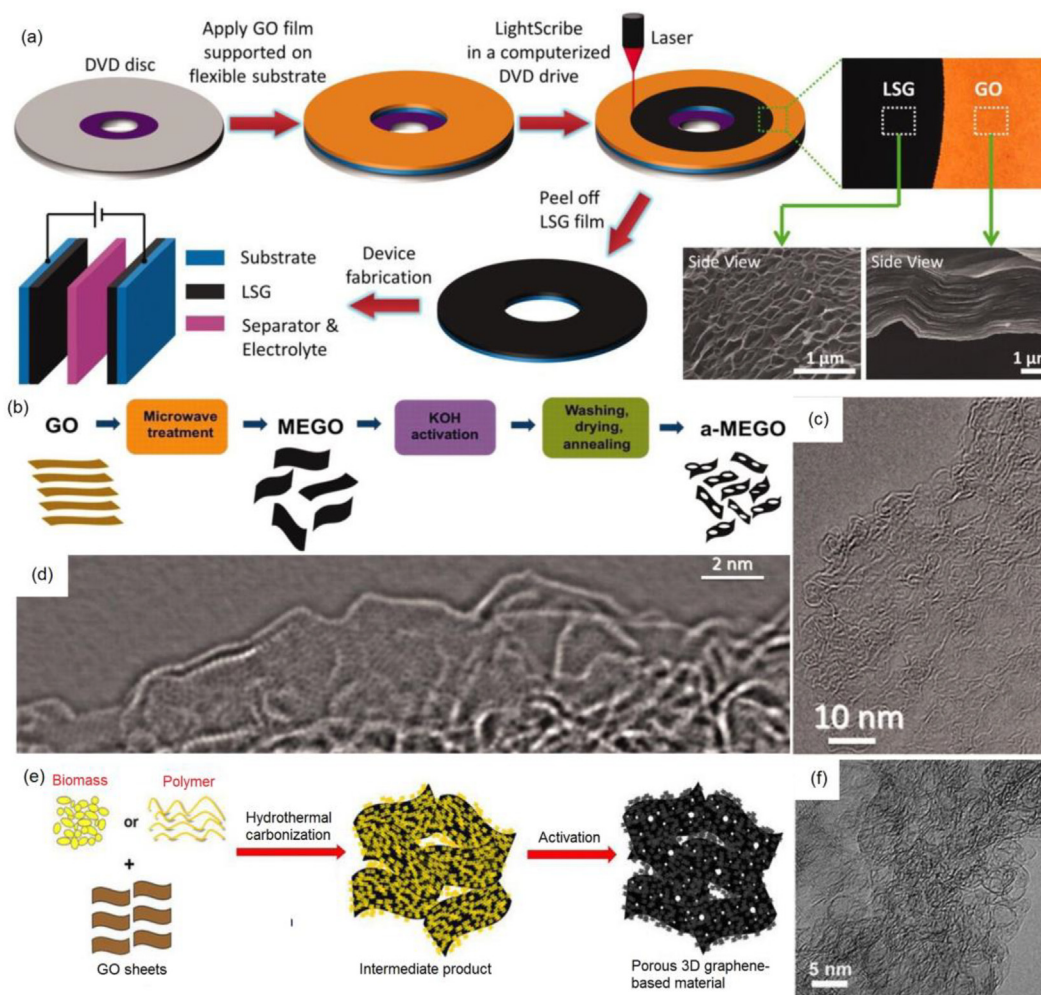 (a)
DVD disc
Apply GO film
supported on
flexible substrate
LightScribe
in a computerized
DVD drive
Laser
LSG
GO
Peel off
LSG film
Side View
1 µm
Side View
1 µm
Device
fabrication
Substrate
LSG
Separator &
Electrolyte
(b)
GO
Microwave
treatment
MEGO
KOH
activation
Washing,
drying,
annealing
a-MEGO
(c)
10 nm
(d)
2 nm
(e)
Biomass
or
Polymer
+
GO sheets
Hydrothermal
carbonization
Intermediate product
Activation
Porous 3D graphene-
based material
(f)
5 nm